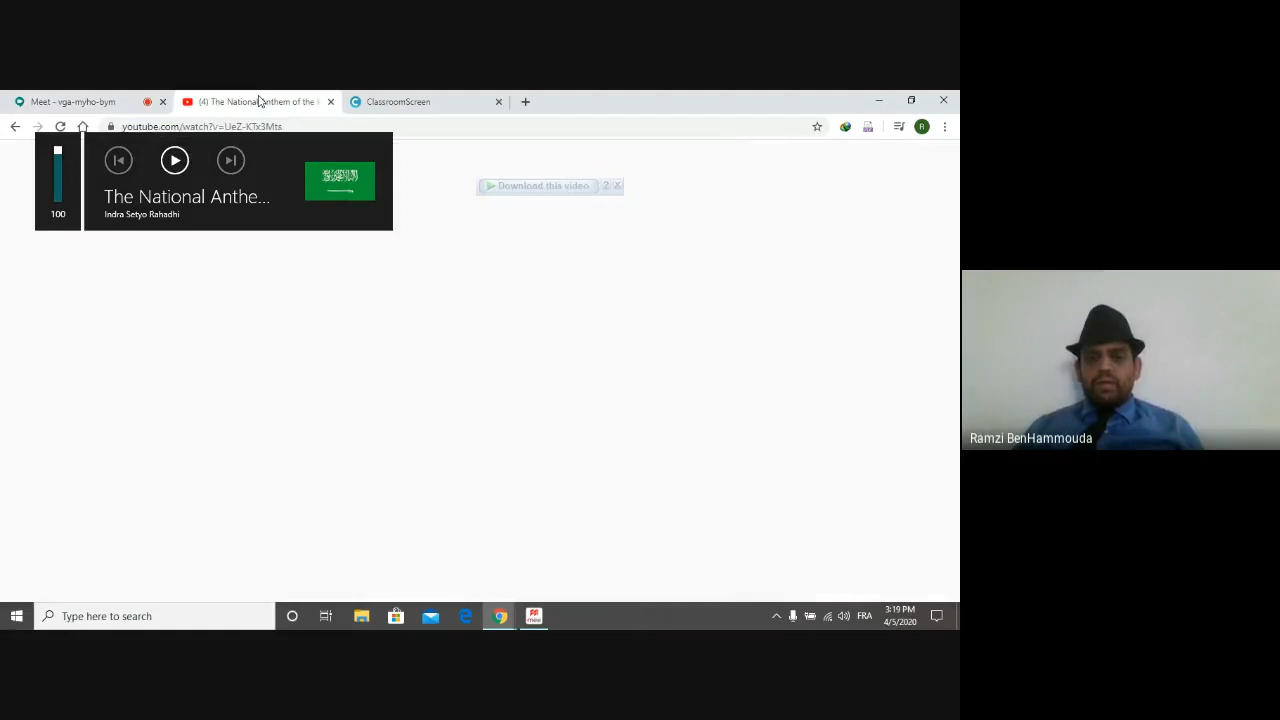 Meet - vga-myho-bym
(4) The National Anthem of the
ClassroomScreen
youtube.com/watch?v=UeZ-KTx3Mts
The National Anthe...
Indra Setyo Rahadhi
100
Download this video
?
X
Ramzi BenHammouda
Type here to search
FRA
3:19 PM
4/5/2020